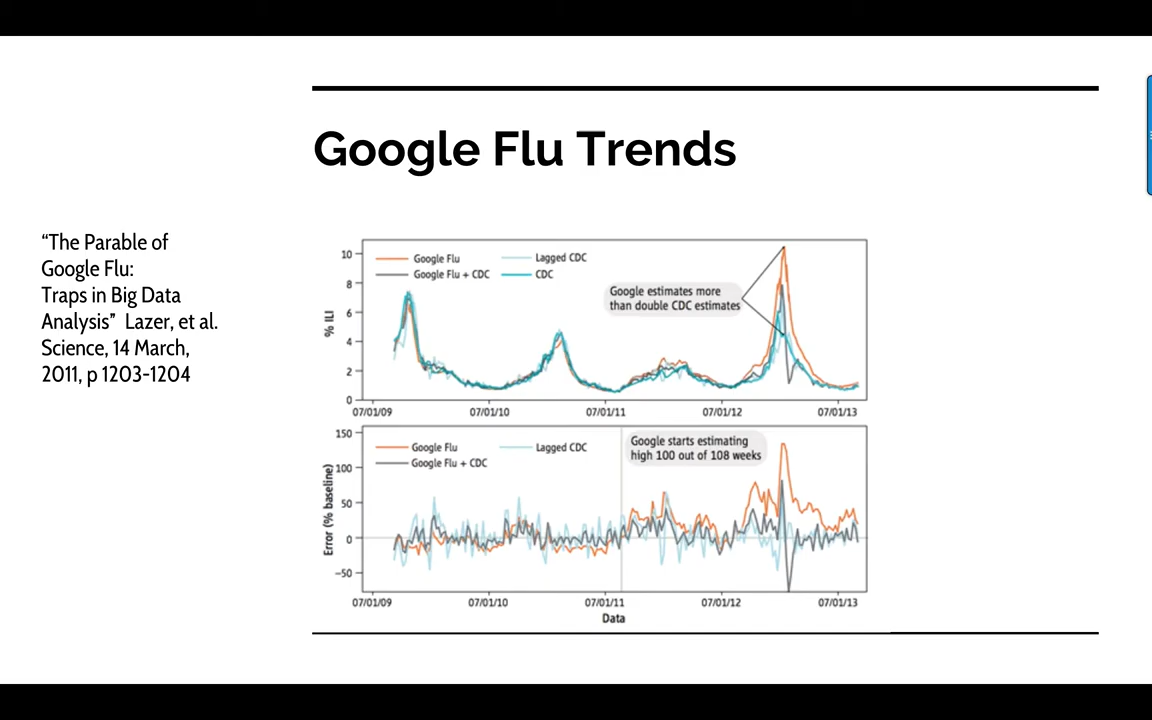 Google Flu Trends
“The Parable of
Google Flu:
Traps in Big Data
Analysis” Lazer, et al.
Science, 14 March,
2011, p 1203-1204
10
8
6
4
2
0
% ILI
Google Flu
Lagged CDC
Google Flu + CDC
CDC
Google estimates more
than double CDC estimates
07/01/09
07/01/10
07/01/11
07/01/12
07/01/13
150
100
50
0
–50
Error (% baseline)
Google Flu
Lagged CDC
Google Flu + CDC
Google starts estimating
high 100 out of 108 weeks
07/01/09
07/01/10
07/01/11
07/01/12
07/01/13
Data